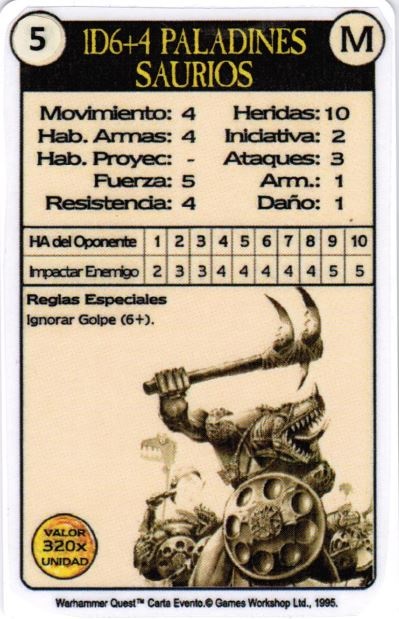 5
1D6+4 PALADINES
SAURIOS
M
Movimiento: 4 Heridas: 10
Hab. Armas: 4 Iniciativa: 2
Hab. Proyec: - Ataques: 3
Fuerza: 5 Arm.: 1
Resistencia: 4 Daño: 1
HA del Oponente 1 2 3 4 5 6 7 8 9 10
Impactar Enemigo 2 3 3 4 4 4 4 4 5 5
Reglas Especiales
Ignorar Golpe (6+).
VALOR
320x
UNIDAD
Warhammer Quest™ Carta Evento.© Games Workshop Ltd., 1995.